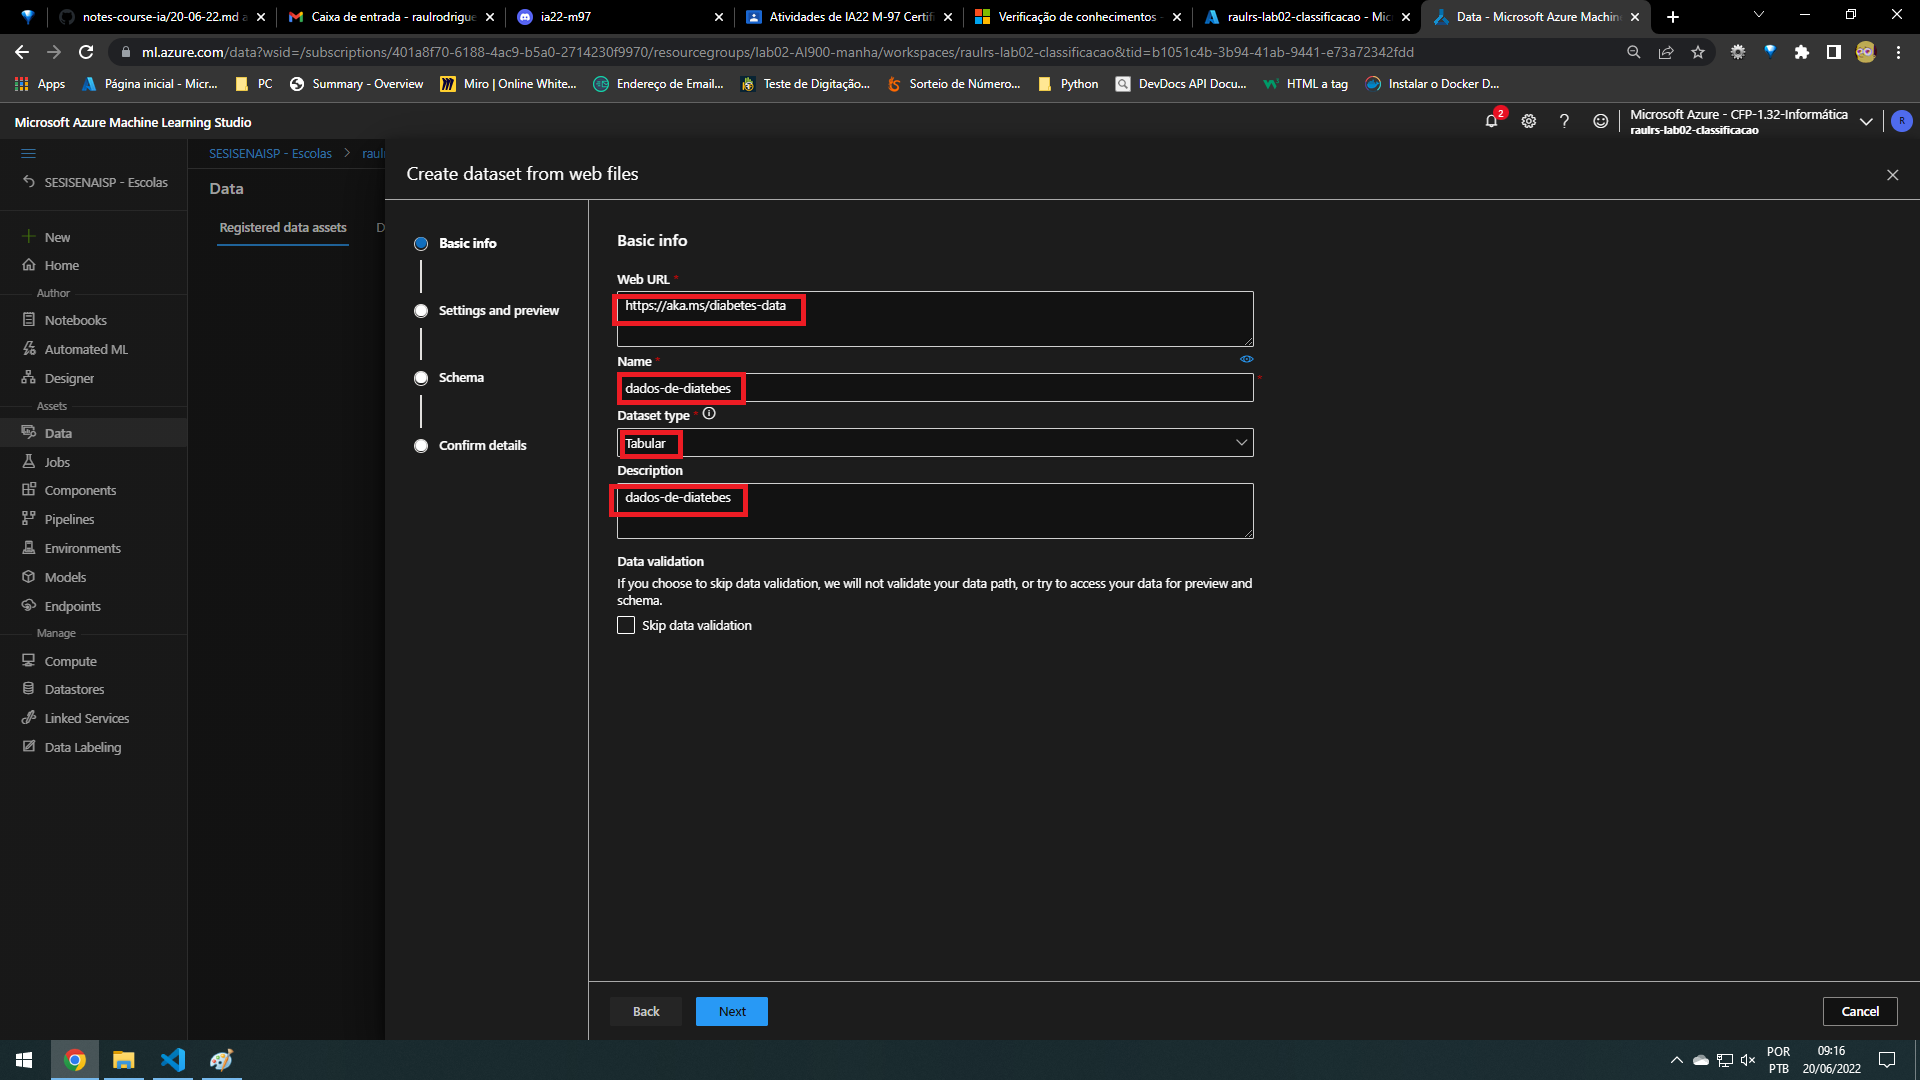 notes-course-ia/20-06-22.md a
Caixa de entrada - raulrodrigue
ia22-m97
Atividades de IA22 M-97 Certifi
Verificação de conhecimentos -
raulrs-lab02-classificacao - Mic
Data - Microsoft Azure Machin
ml.azure.com/data?wsid=/subscriptions/401a8f70-6188-4ac9-b5a0-2714230f9970/resourcegroups/lab02-AI900-manha/workspaces/raulrs-lab02-classificacao&tid=b1051c4b-3b94-41ab-9441-e73a72342fdd
Apps
Página inicial - Micr...
PC
Summary - Overview
Miro | Online White...
Endereço de Email...
Teste de Digitação...
Sorteio de Número...
Python
DevDocs API Docu...
HTML a tag
Instalar o Docker D...
Microsoft Azure Machine Learning Studio
2
Microsoft Azure - CFP-1.32-Informática
raulrs-lab02-classificacao
R
SESISENAISP - Escolas
New
Home
Author
Notebooks
Automated ML
Designer
Assets
Data
Jobs
Components
Pipelines
Environments
Models
Endpoints
Manage
Compute
Datastores
Linked Services
Data Labeling
SESISENAISP - Escolas > raulr
Data
Registered data assets
D
Create dataset from web files
Basic info
Settings and preview
Schema
Confirm details
Basic info
Web URL *
https://aka.ms/diabetes-data
Name *
dados-de-diatebes
*
Dataset type *
Tabular
Description
dados-de-diatebes
Data validation
If you choose to skip data validation, we will not validate your data path, or try to access your data for preview and
schema.
Skip data validation
Back
Next
Cancel
POR
PTB
09:16
20/06/2022